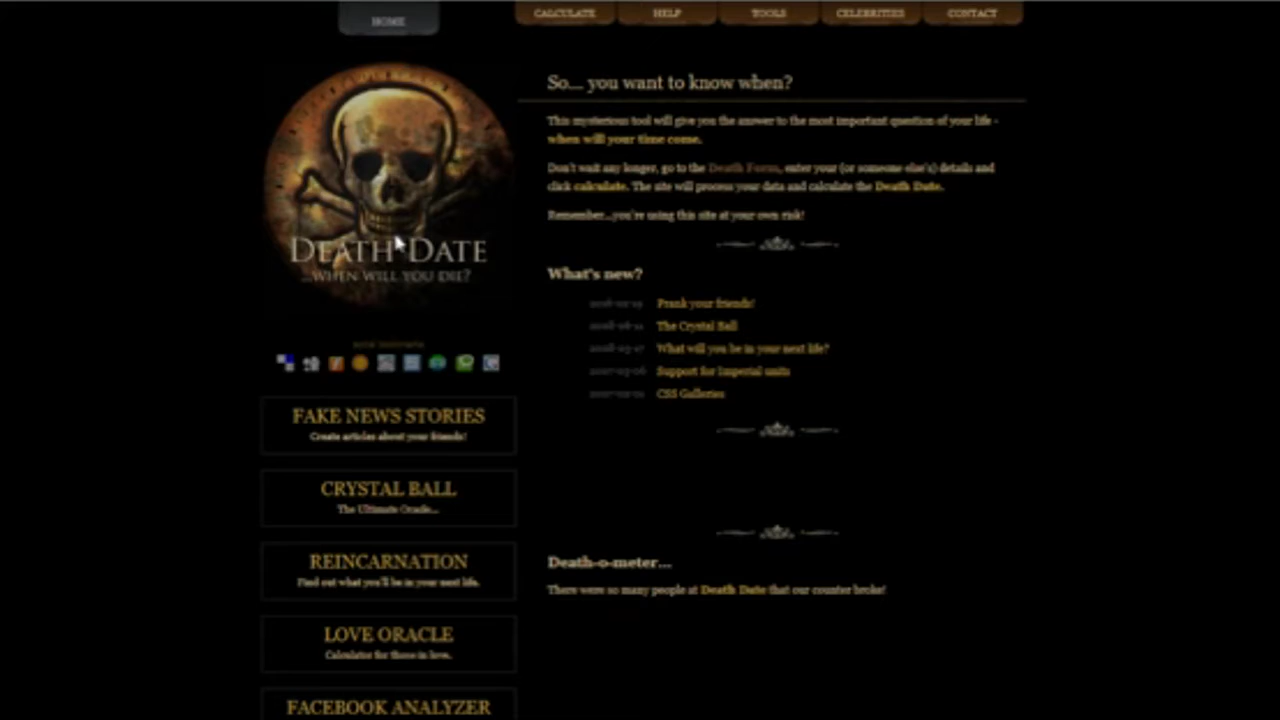 HOME
CALCULATE
HELP
TOOLS
CELEBRITIES
CONTACT
So... you want to know when?
This mysterious tool will give you the answer to the most important question of your life -
when will your time come.
Don't wait any longer, go to the Death Form, enter your (or someone else's) details and
click calculate. The site will process your data and calculate the Death Date.
Remember...you're using this site at your own risk!
DEATH DATE
...WHEN WILL YOU DIE?
What's new?
Prank your friends!
The Crystal Ball
What will you be in your next life?
Support for Imperial units
CSS Galleries
FAKE NEWS STORIES
Create articles about your friends!
CRYSTAL BALL
The Ultimate Oracle...
REINCARNATION
Find out what you'll be in your next life.
LOVE ORACLE
Calculator for those in love.
FACEBOOK ANALYZER
Death-o-meter...
There were so many people at Death Date that our counter broke!